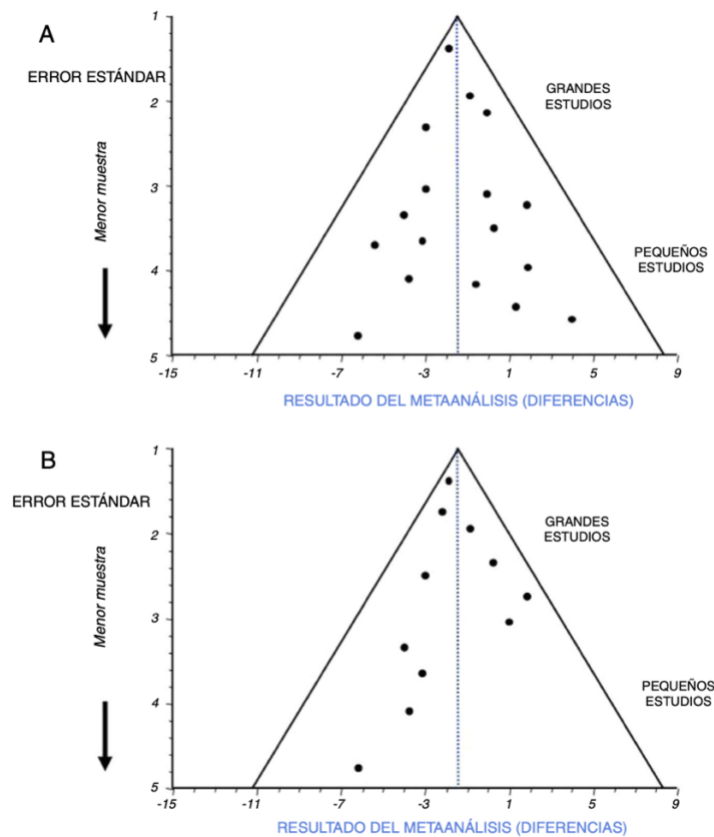 A
ERROR ESTÁNDAR
Menor muestra
1
2
3
4
5
GRANDES
ESTUDIOS
PEQUEÑOS
ESTUDIOS
-15
-11
-7
-3
1
5
9
RESULTADO DEL METAANÁLISIS (DIFERENCIAS)
B
ERROR ESTÁNDAR
Menor muestra
1
2
3
4
5
GRANDES
ESTUDIOS
PEQUEÑOS
ESTUDIOS
-15
-11
-7
-3
1
5
9
RESULTADO DEL METAANÁLISIS (DIFERENCIAS)